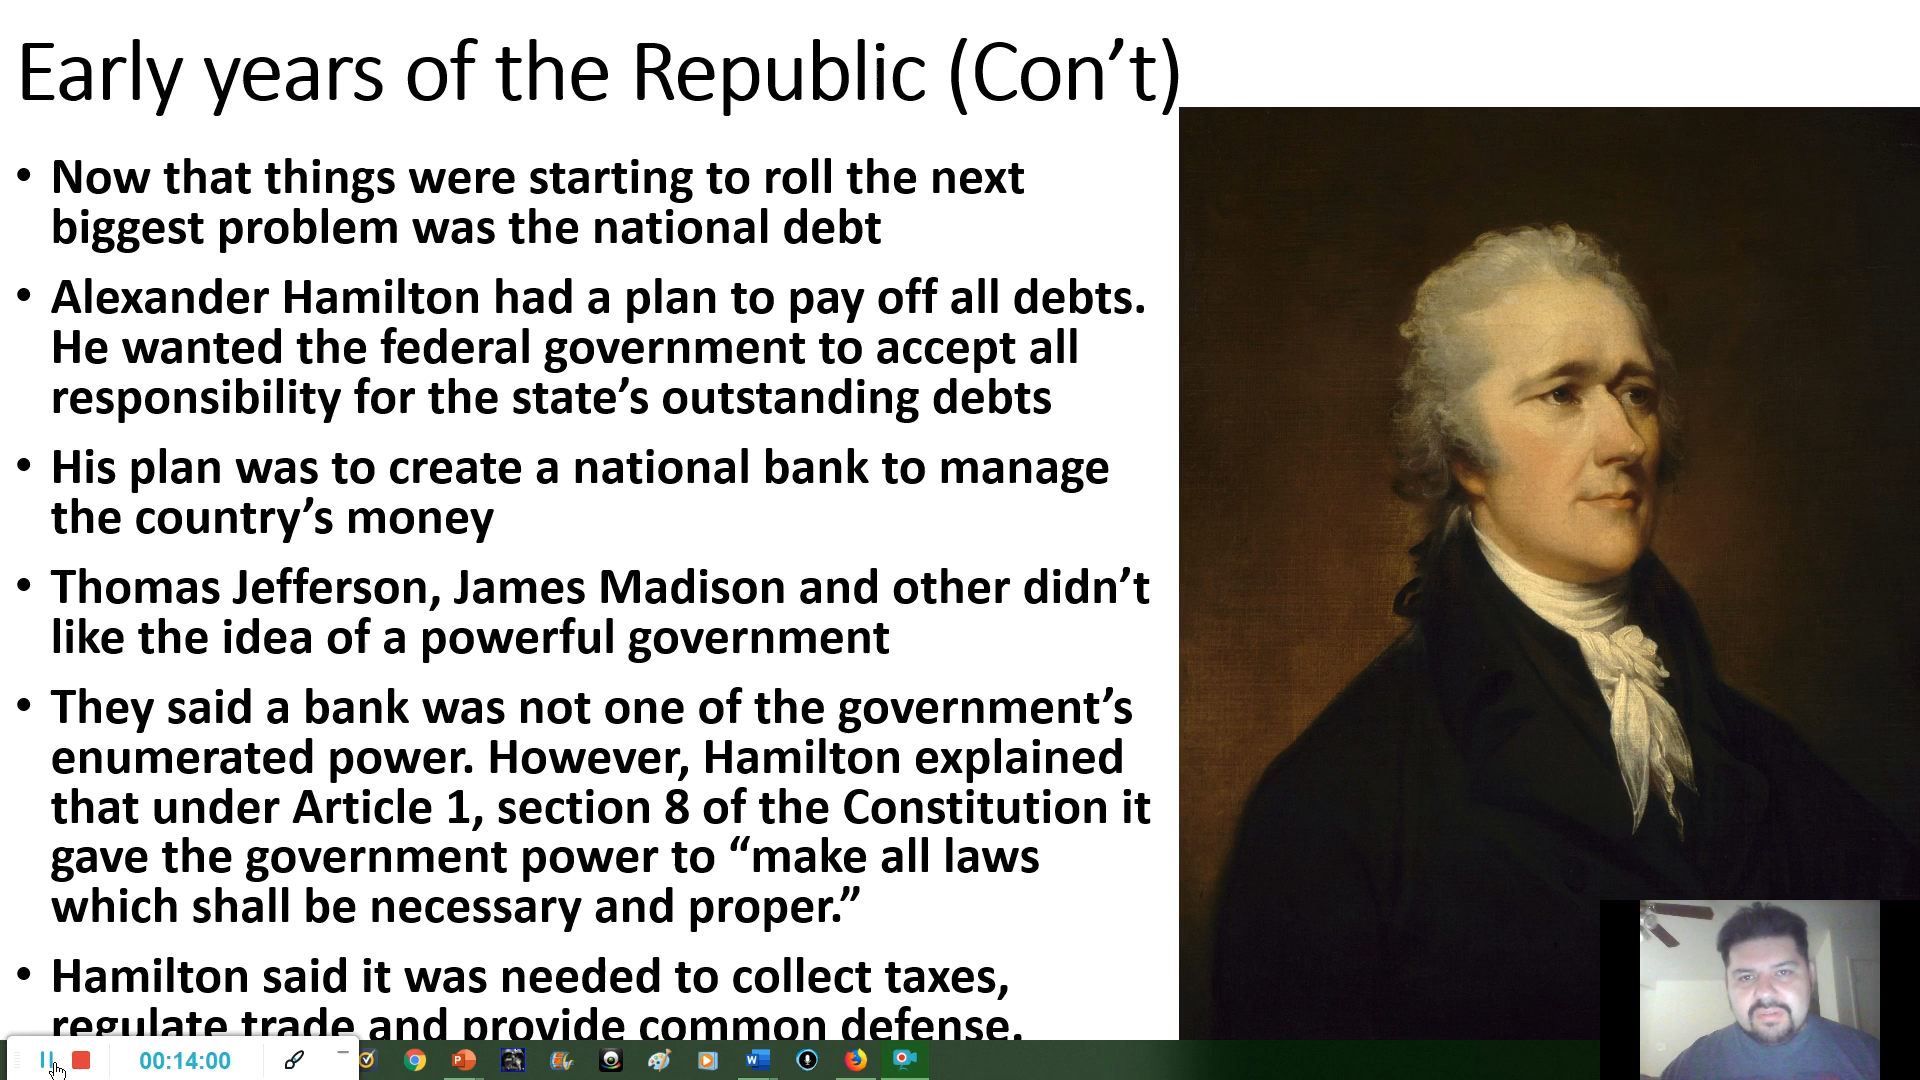 Early years of the Republic (Con’t)
• Now that things were starting to roll the next
biggest problem was the national debt
• Alexander Hamilton had a plan to pay off all debts.
He wanted the federal government to accept all
responsibility for the state’s outstanding debts
• His plan was to create a national bank to manage
the country’s money
• Thomas Jefferson, James Madison and other didn’t
like the idea of a powerful government
• They said a bank was not one of the government’s
enumerated power. However, Hamilton explained
that under Article 1, section 8 of the Constitution it
gave the government power to “make all laws
which shall be necessary and proper.”
• Hamilton said it was needed to collect taxes,
regulate trade and provide common defense.
00:14:00